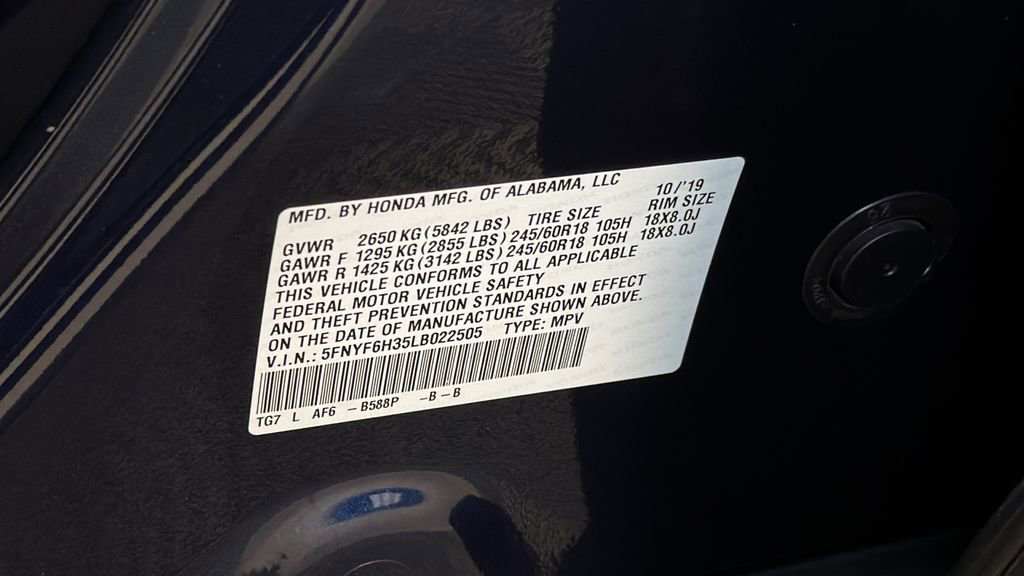 MFD. BY HONDA MFG. OF ALABAMA, LLC 10/'19
GVWR 2650 KG (5842 LBS) TIRE SIZE RIM SIZE
GAWR F 1295 KG (2855 LBS) 245/60R18 105H 18X8.0J
GAWR R 1425 KG (3142 LBS) 245/60R18 105H 18X8.0J
THIS VEHICLE CONFORMS TO ALL APPLICABLE
FEDERAL MOTOR VEHICLE SAFETY
AND THEFT PREVENTION STANDARDS IN EFFECT
ON THE DATE OF MANUFACTURE SHOWN ABOVE.
V.I.N.: 5FNYF6H35LB022505 TYPE: MPV
TG7 L AF6 -B588P -B-B